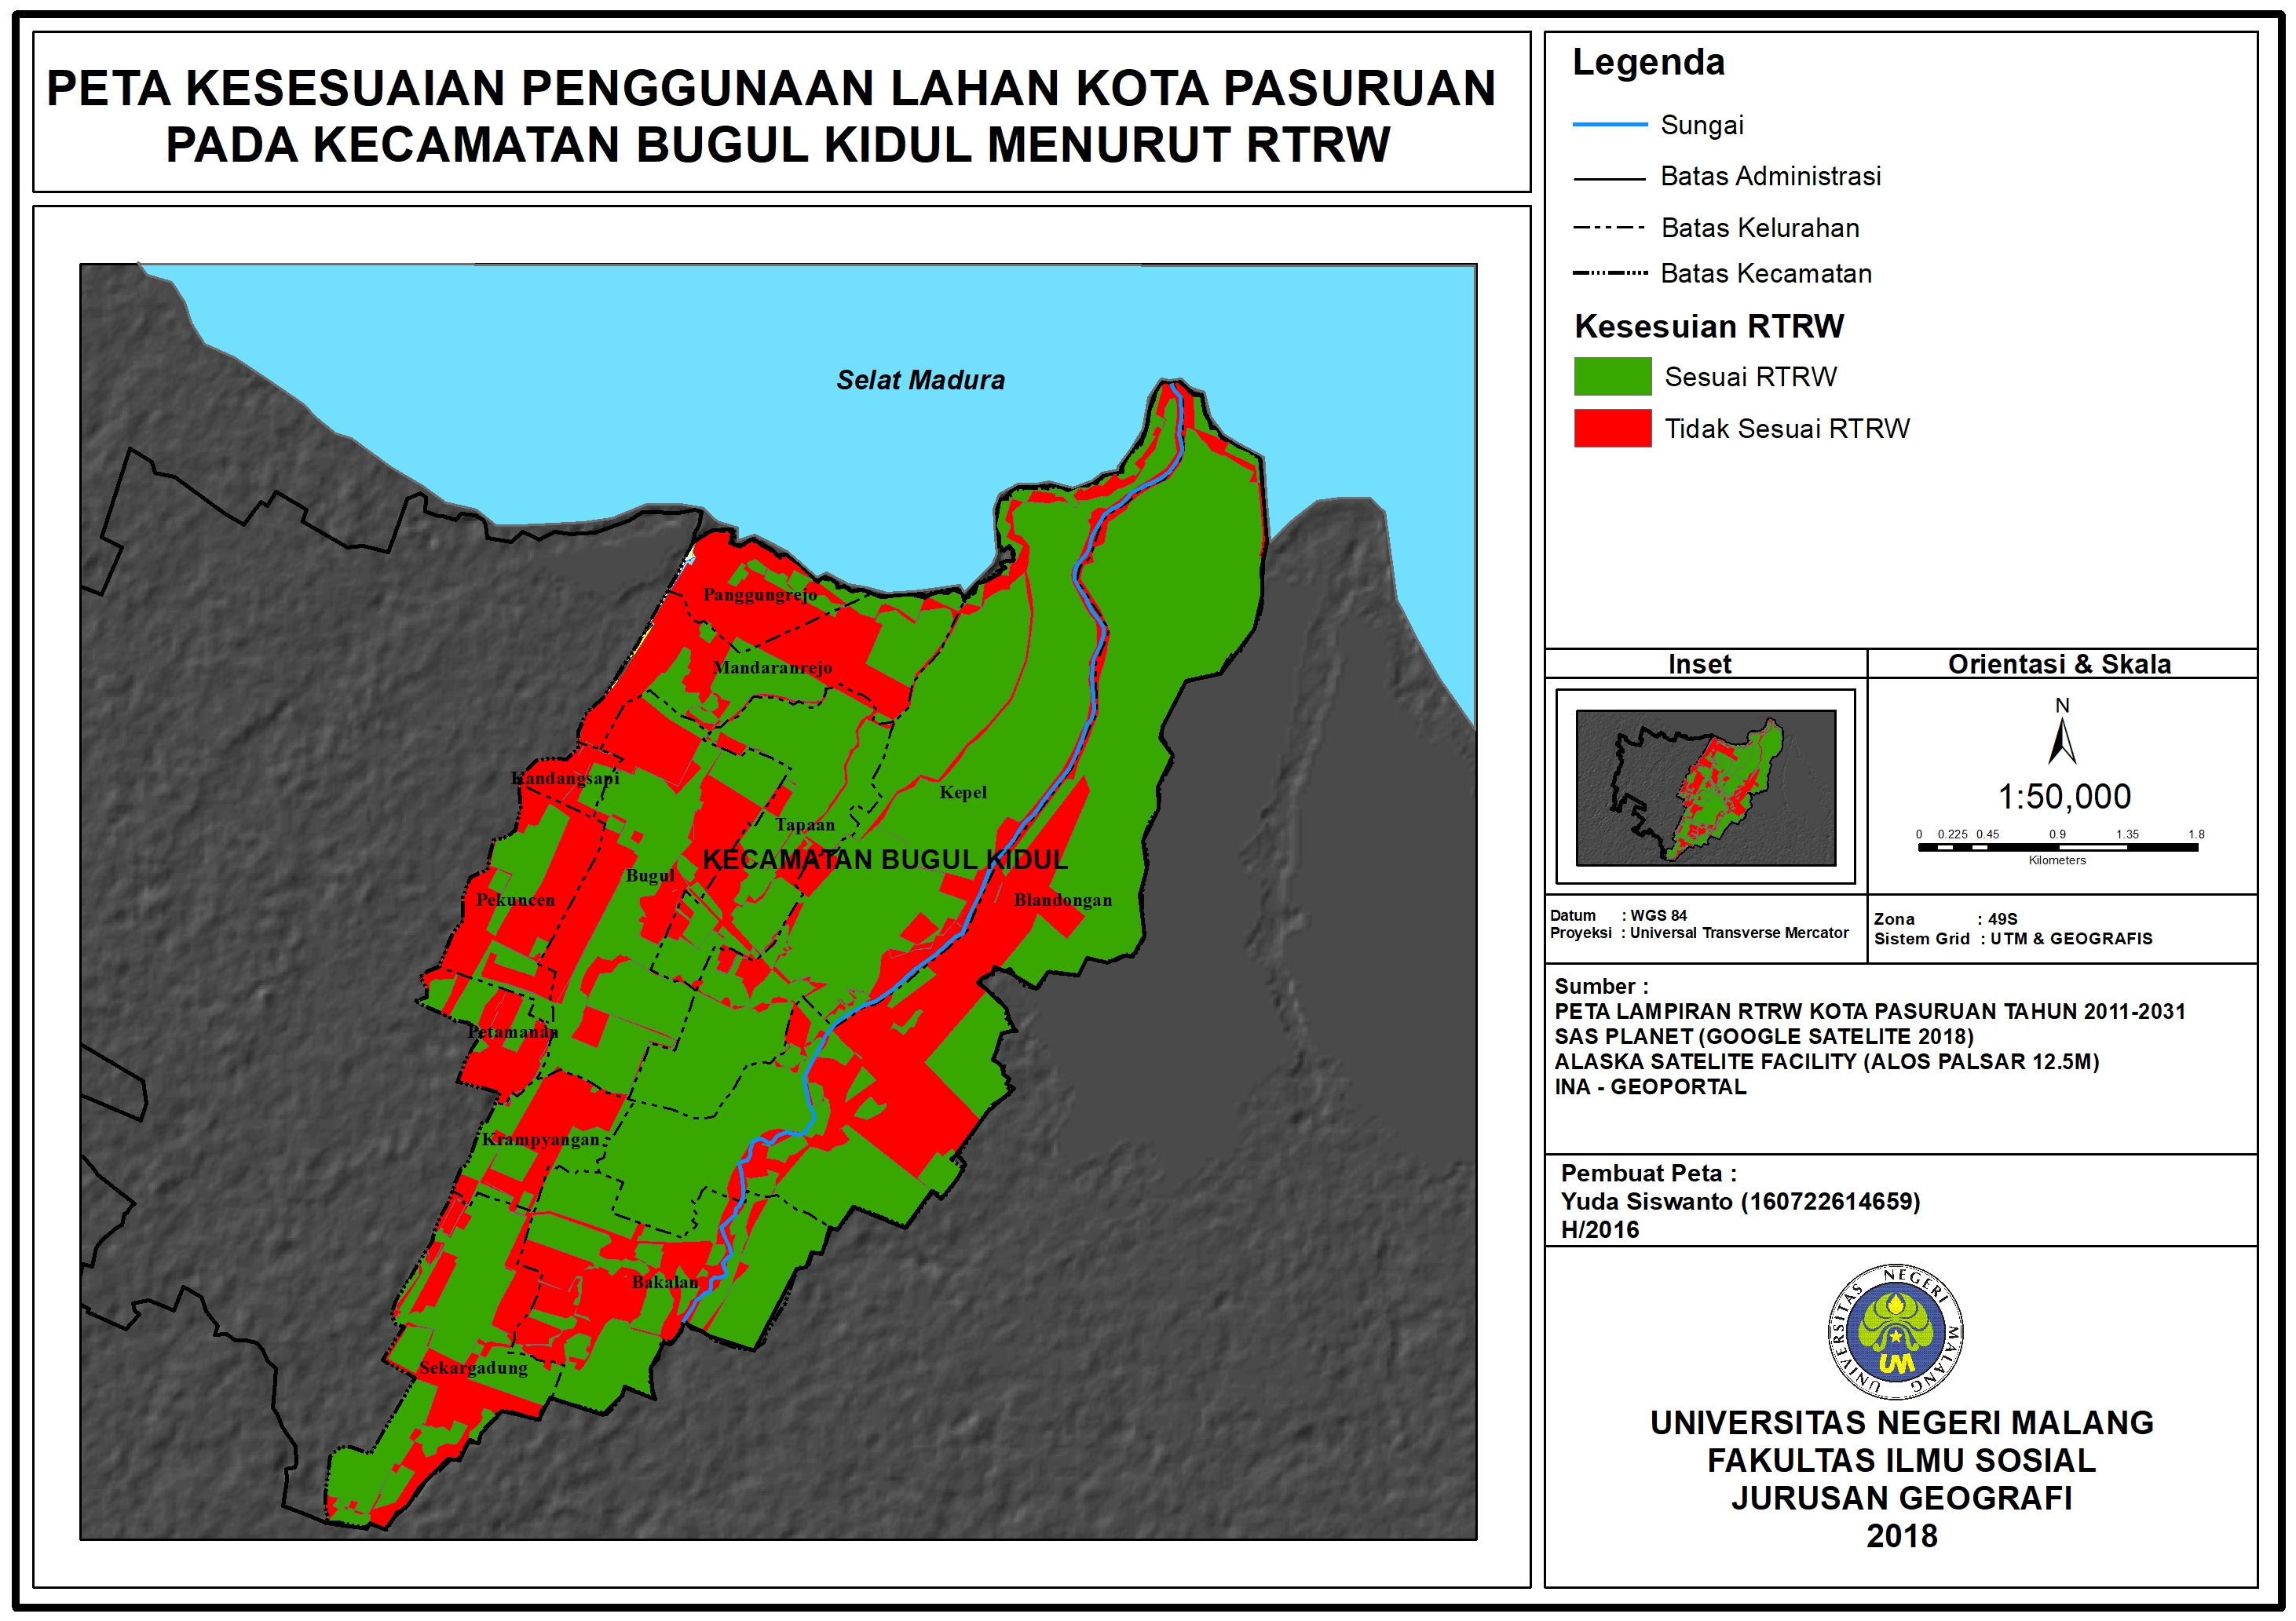 PETA KESESUAIAN PENGGUNAAN LAHAN KOTA PASURUAN
PADA KECAMATAN BUGUL KIDUL MENURUT RTRW
Selat Madura
Panggungrejo
Mandaranrejo
Kandangsapi
Kepel
Tapaan
KECAMATAN BUGUL KIDUL
Bugul
Pekuncen
Blandongan
Petamanan
Krampyangan
Bakalan
Sekargadung
Legenda
Sungai
Batas Administrasi
Batas Kelurahan
Batas Kecamatan
Kesesuian RTRW
Sesuai RTRW
Tidak Sesuai RTRW
Inset
Orientasi & Skala
N
1:50,000
0 0.225 0.45 0.9 1.35 1.8
Kilometers
Datum : WGS 84
Proyeksi : Universal Transverse Mercator
Zona : 49S
Sistem Grid : UTM & GEOGRAFIS
Sumber :
PETA LAMPIRAN RTRW KOTA PASURUAN TAHUN 2011-2031
SAS PLANET (GOOGLE SATELITE 2018)
ALASKA SATELITE FACILITY (ALOS PALSAR 12.5M)
INA - GEOPORTAL
Pembuat Peta :
Yuda Siswanto (160722614659)
H/2016
UNIVERSITAS NEGERI MALANG
UM
UNIVERSITAS NEGERI MALANG
FAKULTAS ILMU SOSIAL
JURUSAN GEOGRAFI
2018